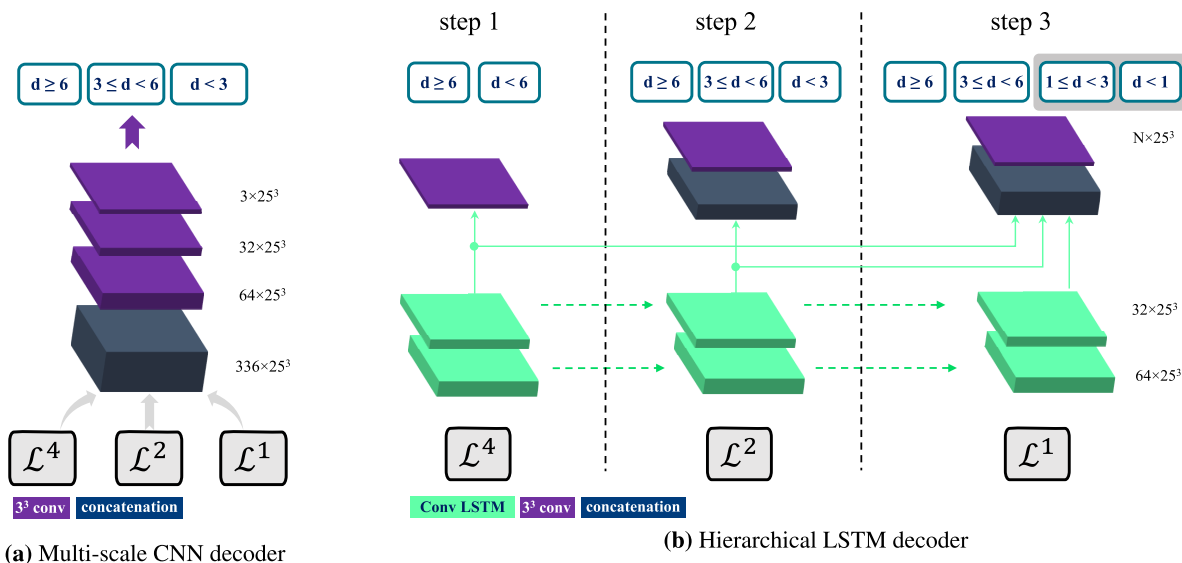 step 1
step 2
step 3
d ≥ 6
3 ≤ d < 6
d < 3
d ≥ 6
d < 6
d ≥ 6
3 ≤ d < 6
d < 3
d ≥ 6
3 ≤ d < 6
1 ≤ d < 3
d < 1
3×25³
32×25³
64×25³
336×25³
N×25³
32×25³
64×25³
ℒ⁴
ℒ²
ℒ¹
ℒ⁴
ℒ²
ℒ¹
3³ conv
concatenation
Conv LSTM
3³ conv
concatenation
(a) Multi-scale CNN decoder
(b) Hierarchical LSTM decoder